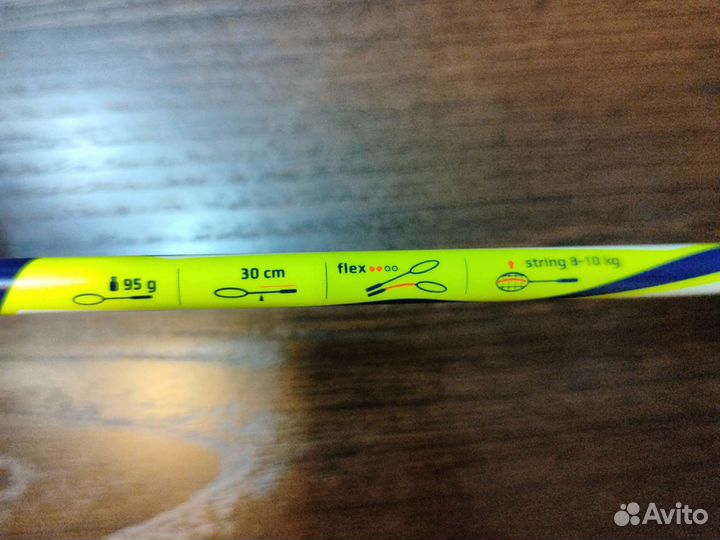 95 g
30 cm
flex
string 8-10 kg
Avito